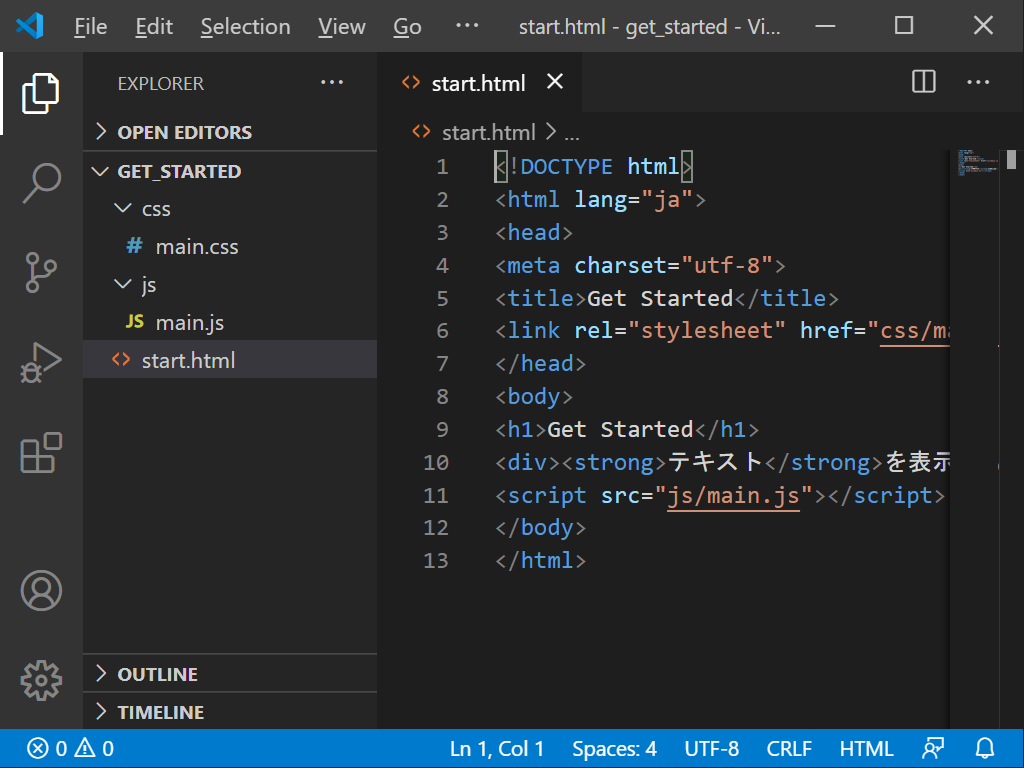 File Edit Selection View Go ··· start.html - get_started - Vi...
EXPLORER ···
OPEN EDITORS
GET_STARTED
css
# main.css
js
JS main.js
<> start.html
OUTLINE
TIMELINE
<> start.html
<> start.html > ...
1 <!DOCTYPE html>
2 <html lang="ja">
3 <head>
4 <meta charset="utf-8">
5 <title>Get Started</title>
6 <link rel="stylesheet" href="css/ma
7 </head>
8 <body>
9 <h1>Get Started</h1>
10 <div><strong>テキスト</strong>を表示
11 <script src="js/main.js"></script>
12 </body>
13 </html>
0 0 Ln 1, Col 1 Spaces: 4 UTF-8 CRLF HTML